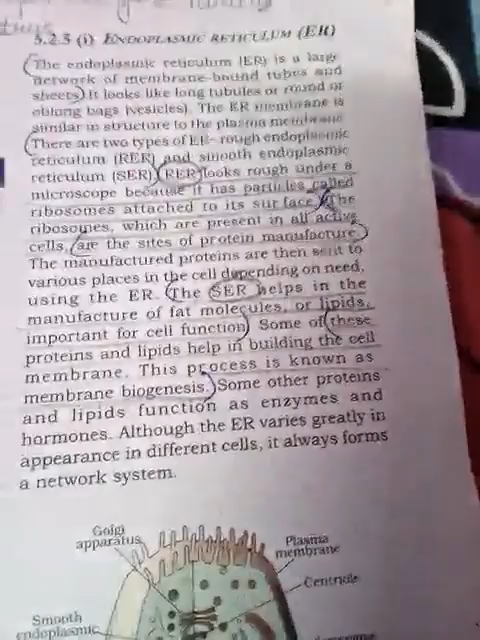 5.2.5 (i) ENDOPLASMIC RETICULUM (ER)
The endoplasmic reticulum (ER) is a large
network of membrane-bound tubes and
sheets. It looks like long tubules or round or
oblong bags (vesicles). The ER membrane is
similar in structure to the plasma membrane.
There are two types of ER– rough endoplasmic
reticulum (RER) and smooth endoplasmic
reticulum (SER). RER looks rough under a
microscope because it has particles called
ribosomes attached to its surface. The
ribosomes, which are present in all active
cells, are the sites of protein manufacture.
The manufactured proteins are then sent to
various places in the cell depending on need,
using the ER. The SER helps in the
manufacture of fat molecules, or lipids,
important for cell function. Some of these
proteins and lipids help in building the cell
membrane. This process is known as
membrane biogenesis. Some other proteins
and lipids function as enzymes and
hormones. Although the ER varies greatly in
appearance in different cells, it always forms
a network system.
Golgi
apparatus
Plasma
membrane
Centriole
Smooth
endoplasmic